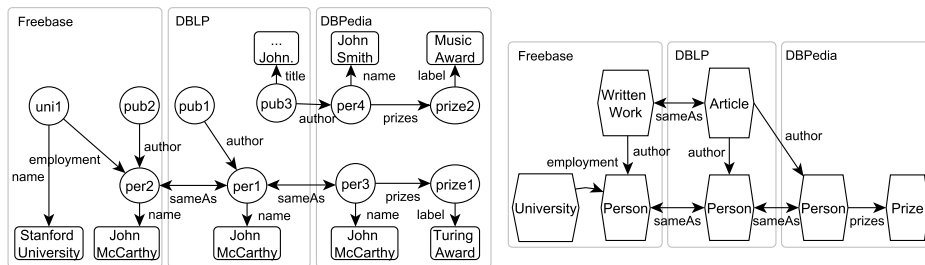 Freebase
DBLP
DBPedia
...
John.
John
Smith
Music
Award
title
name
label
uni1
pub2
pub1
pub3
author
per4
prizes
prize2
employment
name
author
author
per2
sameAs
per1
sameAs
per3
prizes
prize1
name
name
name
label
Stanford
University
John
McCarthy
John
McCarthy
John
McCarthy
Turing
Award
Freebase
DBLP
DBPedia
Written
Work
sameAs
Article
author
employment
author
author
University
Person
sameAs
Person
sameAs
Person
prizes
Prize